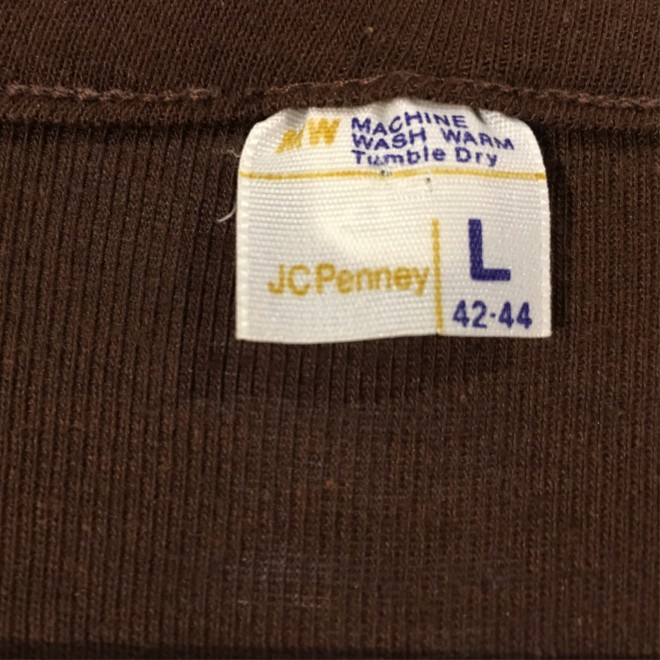 MW
MACHINE
WASH WARM
Tumble Dry
JCPenney
L
42-44